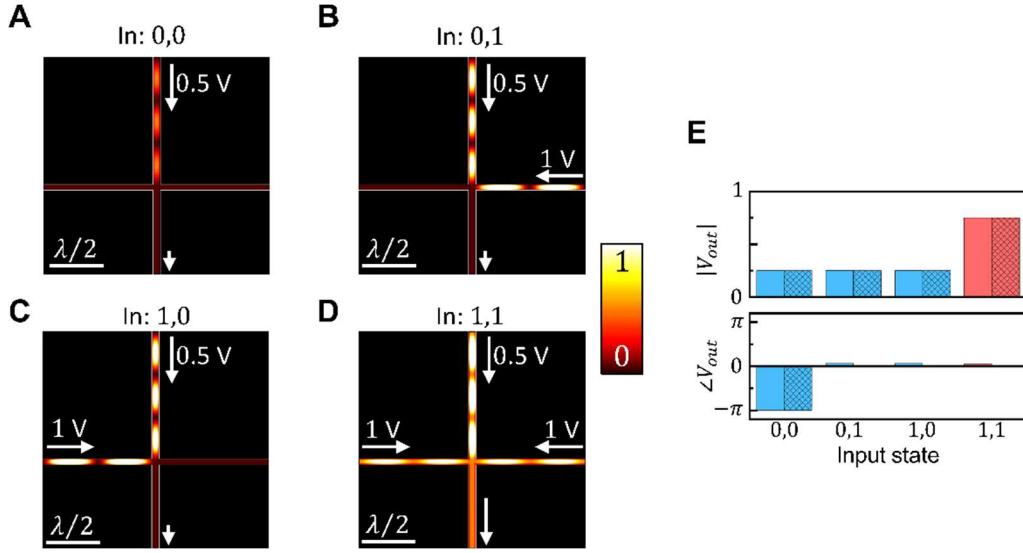 A
In: 0,0
0.5 V
λ/2
B
In: 0,1
0.5 V
1 V
λ/2
1
0
C
In: 1,0
0.5 V
1 V
λ/2
D
In: 1,1
0.5 V
1 V
1 V
λ/2
E
1
|V_out|
0
π
∠V_out
0
−π
0,0 0,1 1,0 1,1
Input state